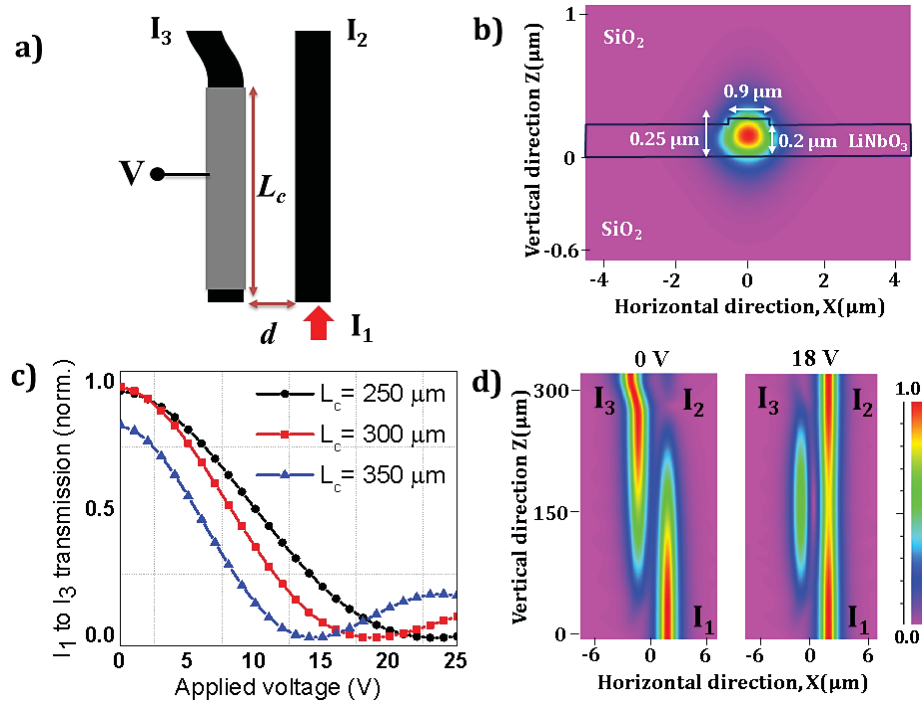 a)
I3
I2
V
Lc
d
I1
b)
Vertical direction Z(μm)
1
0
-0.6
SiO2
0.9 μm
0.25 μm
0.2 μm
LiNbO3
SiO2
-4
-2
0
2
4
Horizontal direction, X(μm)
c)
I1 to I3 transmission (norm.)
1.0
0.5
0.0
Lc= 250 μm
Lc= 300 μm
Lc= 350 μm
0
5
10
15
20
25
Applied voltage (V)
d)
0 V
18 V
Vertical direction Z(μm)
300
150
0
I3
I2
I1
I3
I2
I1
1.0
0.0
-6
0
6
-6
0
6
Horizontal direction, X(μm)